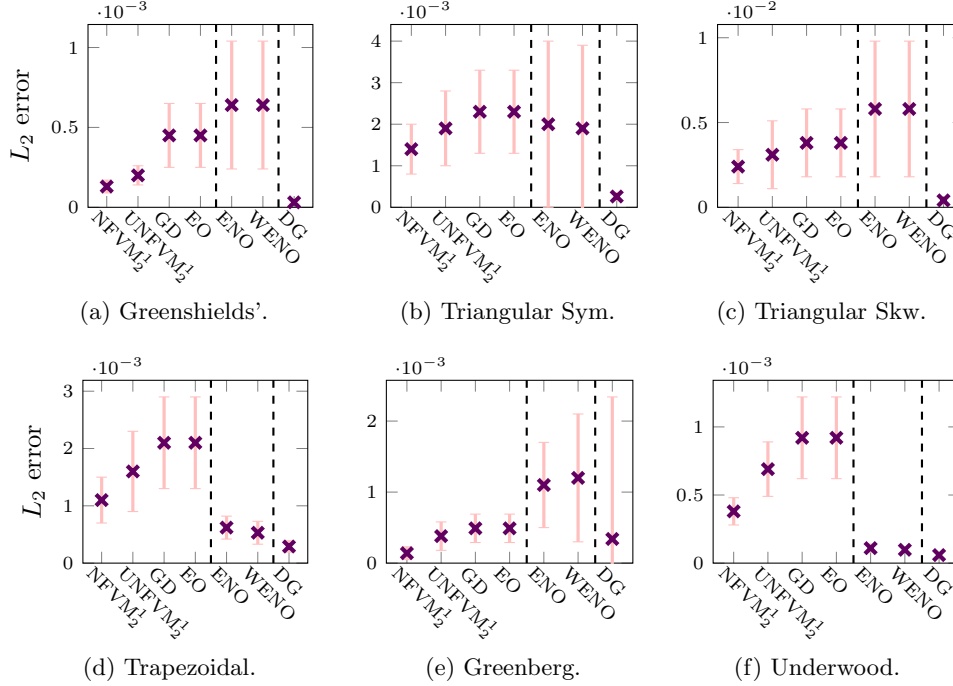 ·10⁻³ ·10⁻³ ·10⁻²
L₂ error
1
0.5
0
NFVM₂¹ UNFVM₂¹ GD EO ENO WENO DG
(a) Greenshields’.
4
3
2
1
0
NFVM₂¹ UNFVM₂¹ GD EO ENO WENO DG
(b) Triangular Sym.
1
0.5
0
NFVM₂¹ UNFVM₂¹ GD EO ENO WENO DG
(c) Triangular Skw.
·10⁻³ ·10⁻³ ·10⁻³
L₂ error
3
2
1
0
NFVM₂¹ UNFVM₂¹ GD EO ENO WENO DG
(d) Trapezoidal.
2
1
0
NFVM₂¹ UNFVM₂¹ GD EO ENO WENO DG
(e) Greenberg.
1
0.5
0
NFVM₂¹ UNFVM₂¹ GD EO ENO WENO DG
(f) Underwood.